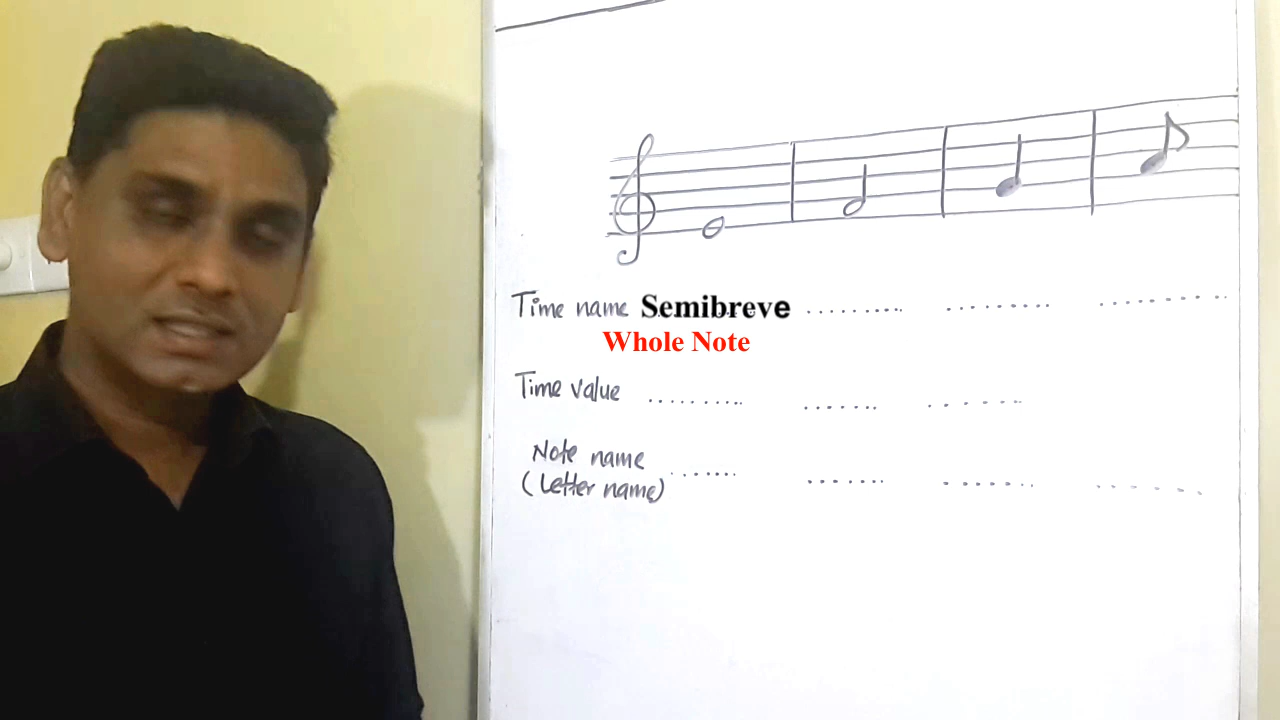 Time name Semibreve ......... ......... .........
Whole Note
Time value ......... ....... .......
Note name ....... ....... ....... .......
(Letter name)